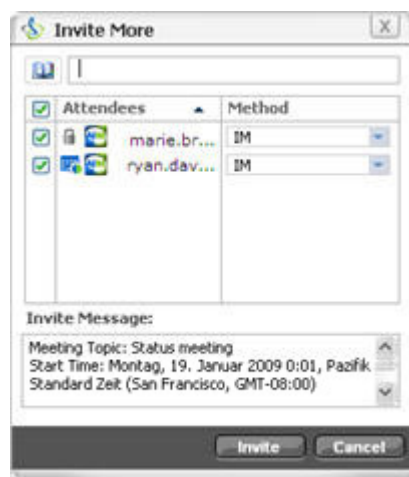 Invite More
Attendees Method
marie.br... IM
ryan.dav... IM
Invite Message:
Meeting Topic: Status meeting
Start Time: Montag, 19. Januar 2009 0:01, Pazifik
Standard Zeit (San Francisco, GMT-08:00)
Invite Cancel